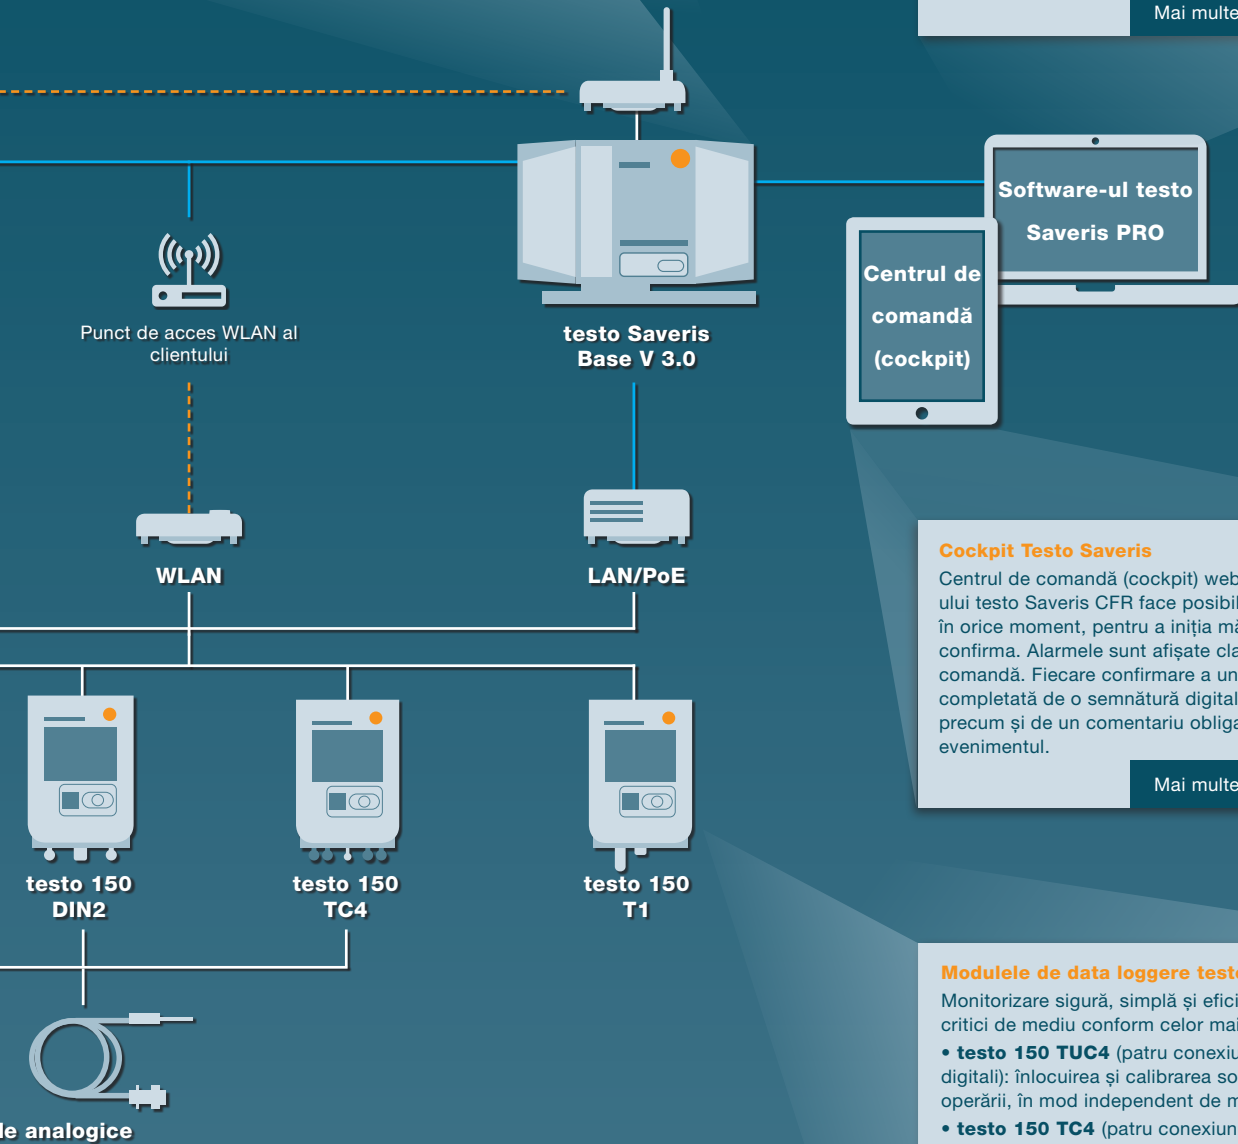 Mai multe
Software-ul testo
Saveris PRO
Centrul de
comandă
(cockpit)
Punct de acces WLAN al
clientului
testo Saveris
Base V 3.0
WLAN
LAN/PoE
Cockpit Testo Saveris
Centrul de comandă (cockpit) web
ului testo Saveris CFR face posibil
în orice moment, pentru a iniția mă
confirma. Alarmele sunt afișate cla
comandă. Fiecare confirmare a un
completată de o semnătură digital
precum și de un comentariu obliga
evenimentul.
Mai multe
testo 150
DIN2
testo 150
TC4
testo 150
T1
Modulele de data loggere testo
Monitorizare sigură, simplă și efici
critici de mediu conform celor mai
• testo 150 TUC4 (patru conexiu
digitali): înlocuirea și calibrarea so
operării, în mod independent de m
• testo 150 TC4 (patru conexiun
le analogice